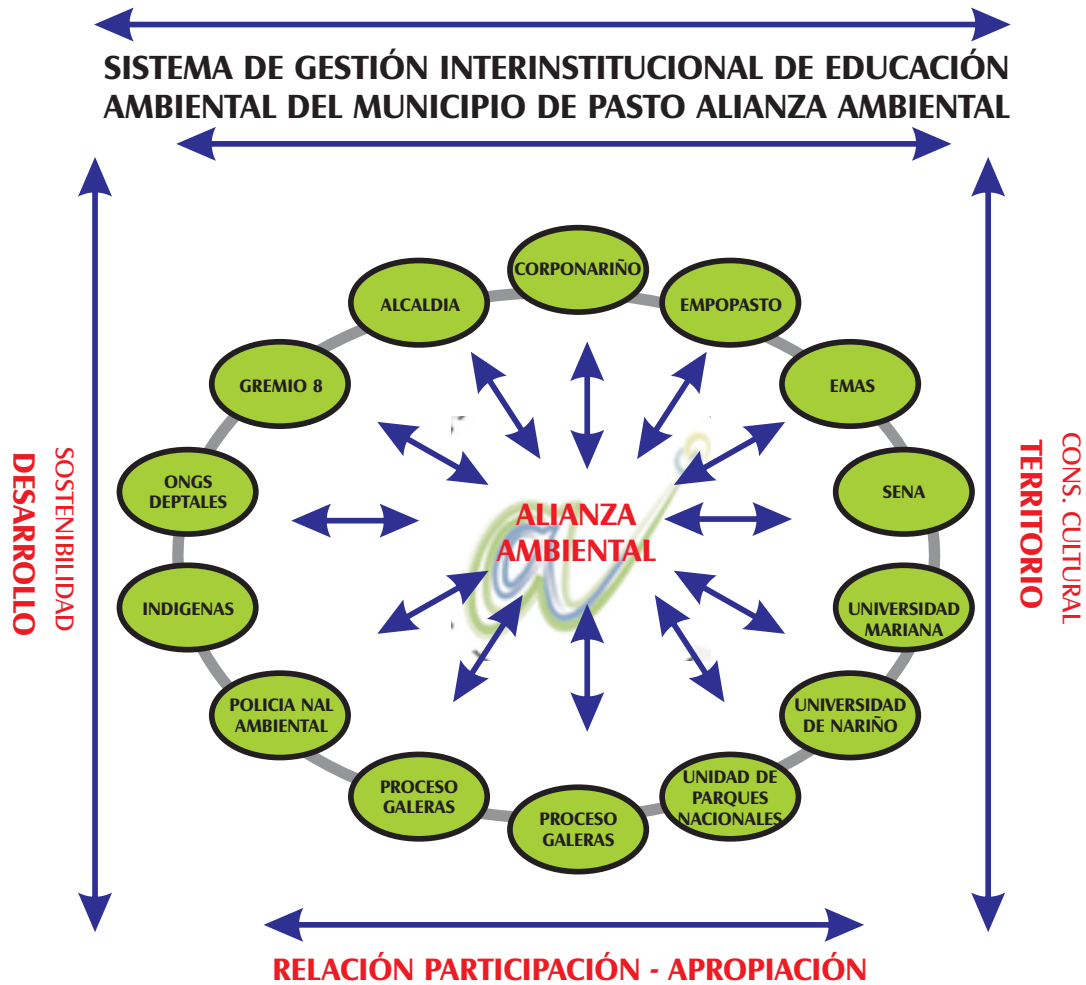 SISTEMA DE GESTIÓN INTERINSTITUCIONAL DE EDUCACIÓN
AMBIENTAL DEL MUNICIPIO DE PASTO ALIANZA AMBIENTAL
CORPONARIÑO
EMPOPASTO
EMAS
SENA
UNIVERSIDAD
MARIANA
UNIVERSIDAD
DE NARIÑO
UNIDAD DE
PARQUES
NACIONALES
PROCESO
GALERAS
PROCESO
GALERAS
POLICIA NAL
AMBIENTAL
INDIGENAS
ONGS
DEPTALES
GREMIO 8
ALCALDIA
ALIANZA
AMBIENTAL
DESARROLLO
SOSTENIBILIDAD
CONS. CULTURAL
TERRITORIO
RELACIÓN PARTICIPACIÓN - APROPIACIÓN